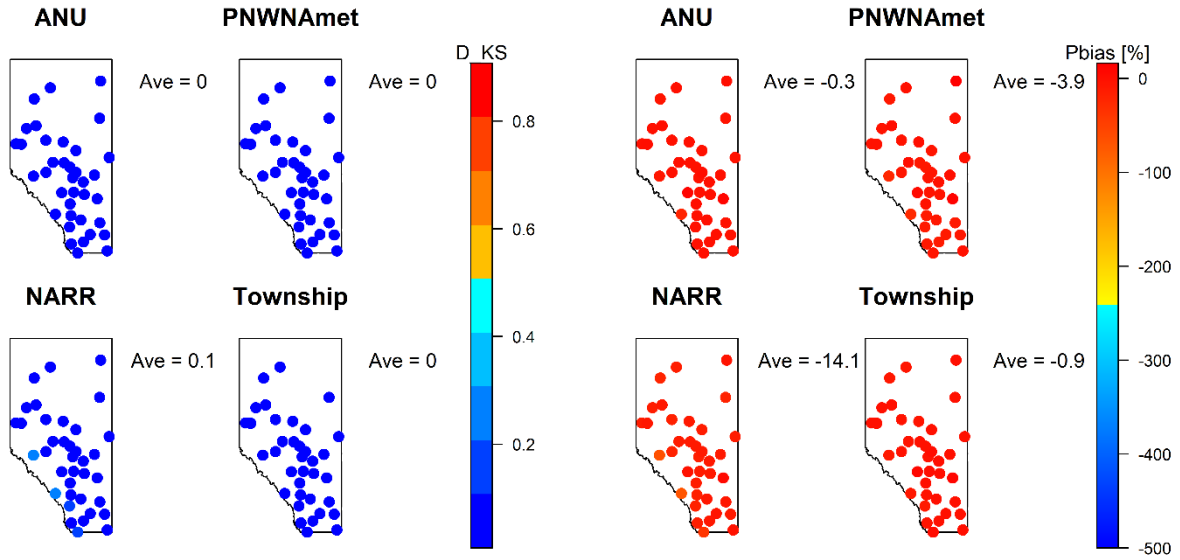 ANU
PNWNAmet
D_KS
Ave = 0
Ave = 0
0.8
0.6
0.4
0.2
NARR
Township
Ave = 0.1
Ave = 0
ANU
PNWNAmet
Pbias [%]
Ave = -0.3
Ave = -3.9
0
-100
-200
-300
-400
-500
NARR
Township
Ave = -14.1
Ave = -0.9